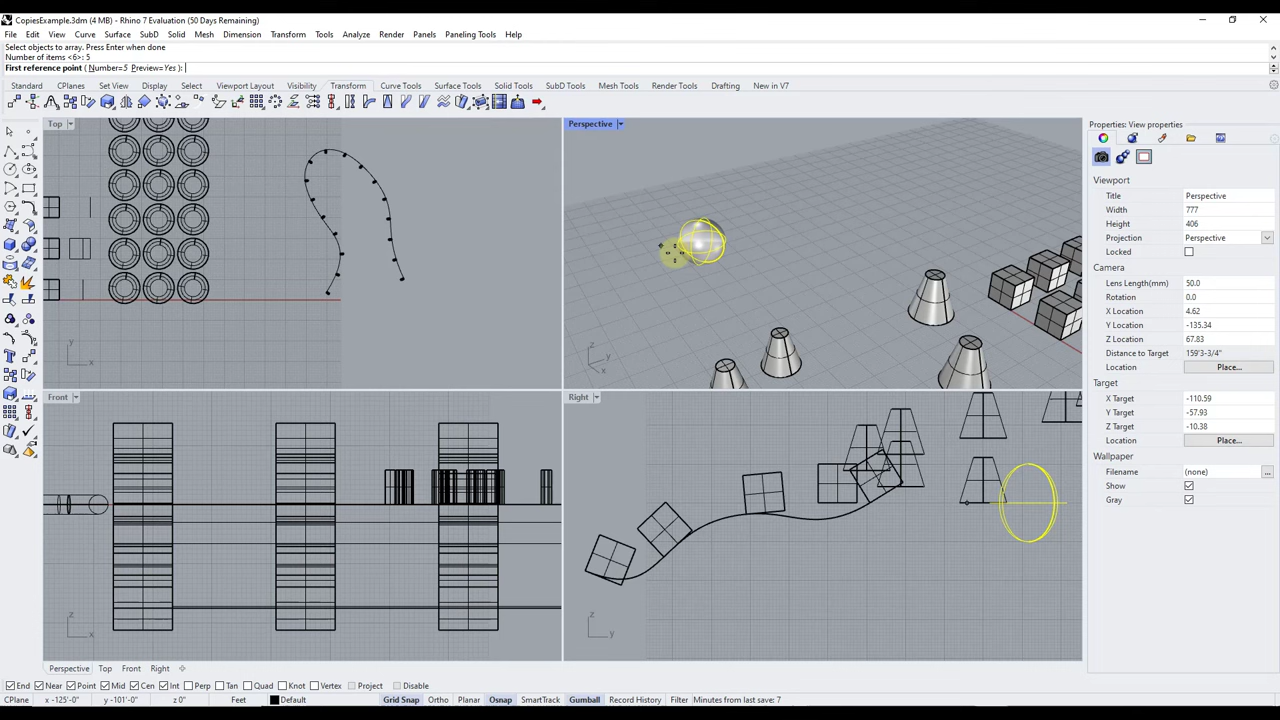 CopiesExample.3dm (4 MB) - Rhino 7 Evaluation (50 Days Remaining)
File Edit View Curve Surface SubD Solid Mesh Dimension Transform Tools Analyze Render Panels Paneling Tools Help
Select objects to array. Press Enter when done
Number of items <6>: 5
First reference point ( Number=5 Preview=Yes ):
Standard CPlanes Set View Display Select Viewport Layout Visibility Transform Curve Tools Surface Tools Solid Tools SubD Tools Mesh Tools Render Tools Drafting New in V7
Top
Perspective
Properties: View properties
Viewport
Title Perspective
Width 777
Height 406
Projection Perspective
Locked
Camera
Lens Length(mm) 50.0
Rotation 0.0
X Location 4.62
Y Location -135.34
Z Location 67.83
Distance to Target 159'3-3/4"
Location Place...
Target
X Target -110.59
Y Target -57.93
Z Target -10.38
Location Place...
Wallpaper
Filename (none) ...
Show
Gray
y x
z y x
Front
Right
z x
z y
Perspective Top Front Right
End Near Point Mid Cen Int Perp Tan Quad Knot Vertex Project Disable
CPlane x -125'-0" y -101'-0" z 0" Feet Default Grid Snap Ortho Planar Osnap SmartTrack Gumball Record History Filter Minutes from last save: 7